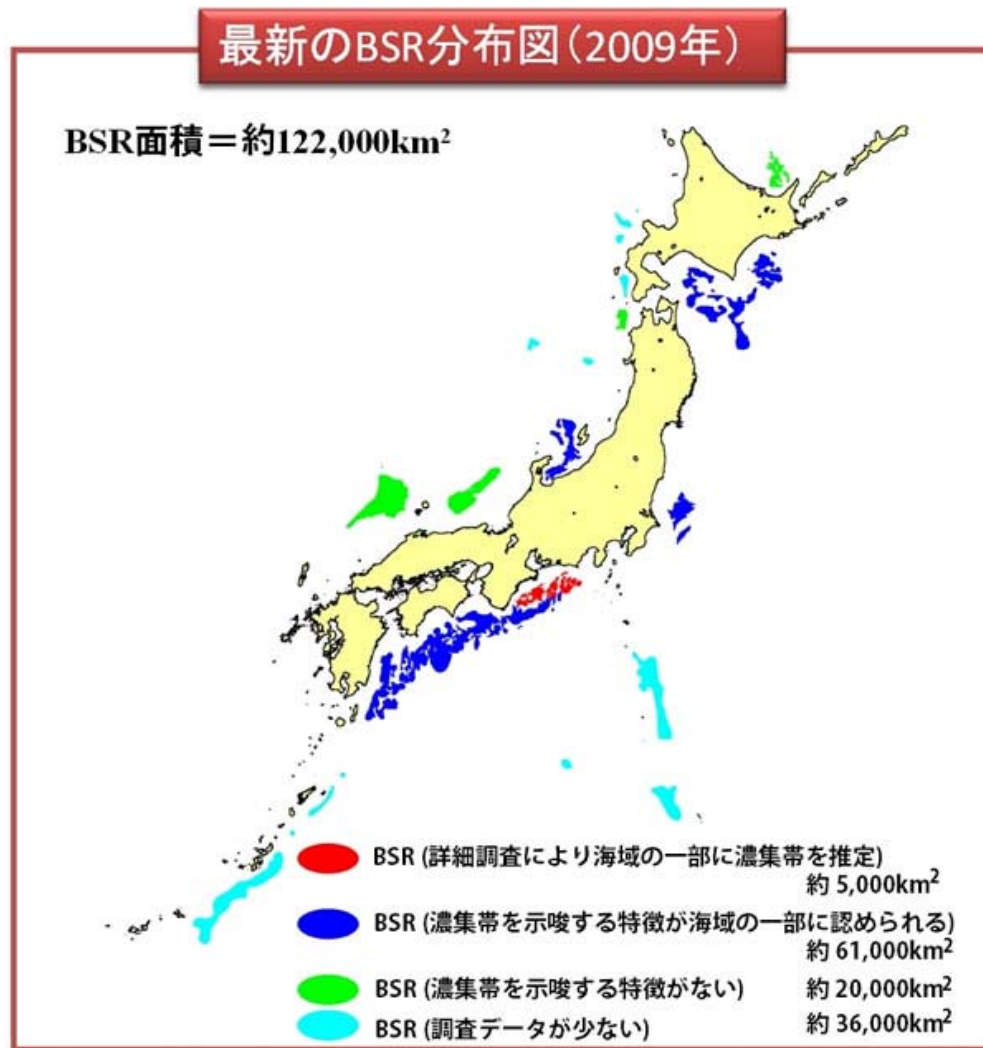 最新のBSR分布図(2009年)
BSR面積=約122,000km²
BSR (詳細調査により海域の一部に濃集帯を推定)
約 5,000km²
BSR (濃集帯を示唆する特徴が海域の一部に認められる)
約 61,000km²
BSR (濃集帯を示唆する特徴がない) 約 20,000km²
BSR (調査データが少ない) 約 36,000km²